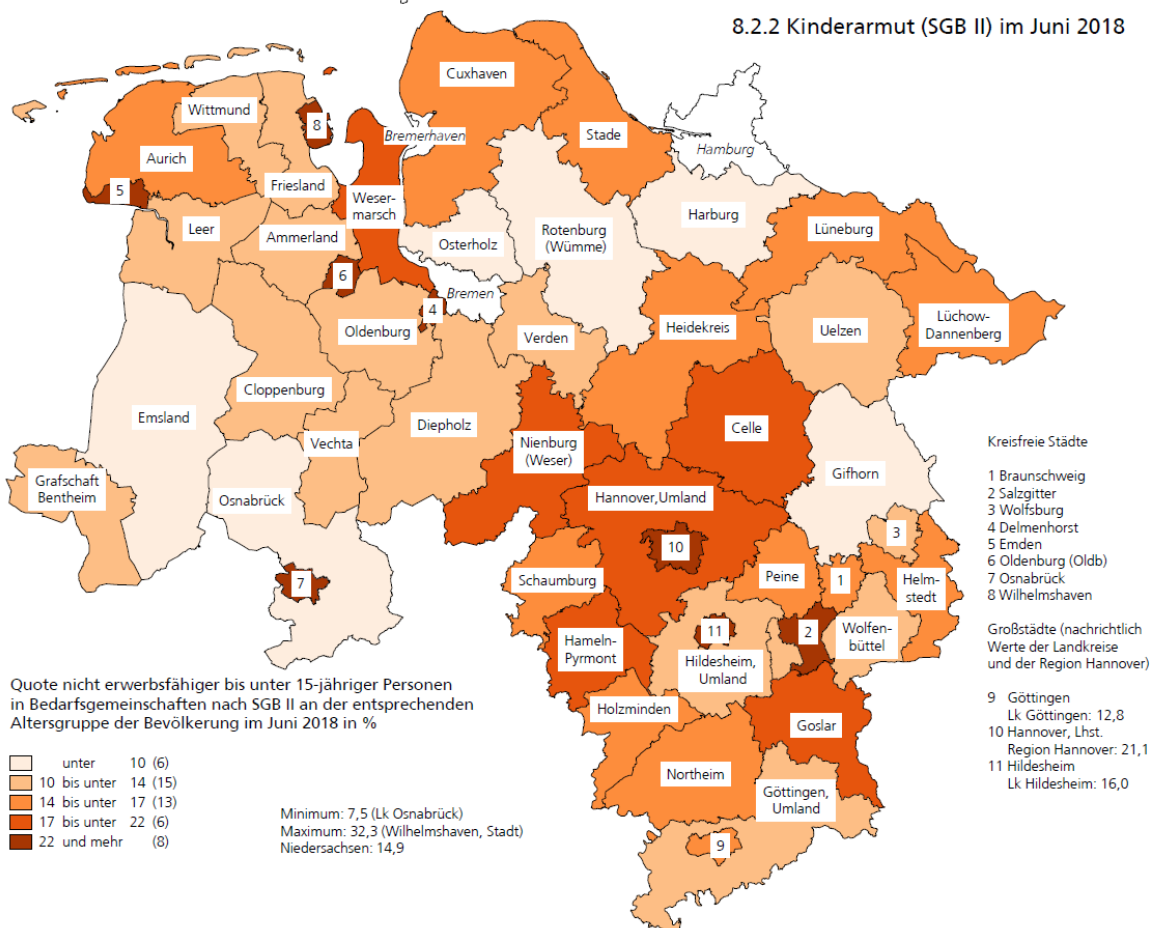 8.2.2 Kinderarmut (SGB II) im Juni 2018
Cuxhaven
Wittmund
8
Bremerhaven
Stade
Hamburg
Aurich
5
Friesland
Weser-
marsch
Harburg
Leer
Ammerland
Osterholz
Rotenburg
(Wümme)
Lüneburg
6
Bremen
4
Oldenburg
Verden
Heidekreis
Uelzen
Lüchow-
Dannenberg
Cloppenburg
Emsland
Vechta
Diepholz
Nienburg
(Weser)
Celle
Gifhorn
Grafschaft
Bentheim
Osnabrück
Hannover,Umland
3
10
7
Schaumburg
Peine
1
Helm-
stedt
11
2
Wolfen-
büttel
Hameln-
Pyrmont
Hildesheim,
Umland
Holzminden
Goslar
Northeim
Göttingen,
Umland
9
Kreisfreie Städte
1 Braunschweig
2 Salzgitter
3 Wolfsburg
4 Delmenhorst
5 Emden
6 Oldenburg (Oldb)
7 Osnabrück
8 Wilhelmshaven
Großstädte (nachrichtlich
Werte der Landkreise
und der Region Hannover)
9 Göttingen
Lk Göttingen: 12,8
10 Hannover, Lhst.
Region Hannover: 21,1
11 Hildesheim
Lk Hildesheim: 16,0
Quote nicht erwerbsfähiger bis unter 15-jähriger Personen
in Bedarfsgemeinschaften nach SGB II an der entsprechenden
Altersgruppe der Bevölkerung im Juni 2018 in %
unter 10 (6)
10 bis unter 14 (15)
14 bis unter 17 (13)
17 bis unter 22 (6)
22 und mehr (8)
Minimum: 7,5 (Lk Osnabrück)
Maximum: 32,3 (Wilhelmshaven, Stadt)
Niedersachsen: 14,9